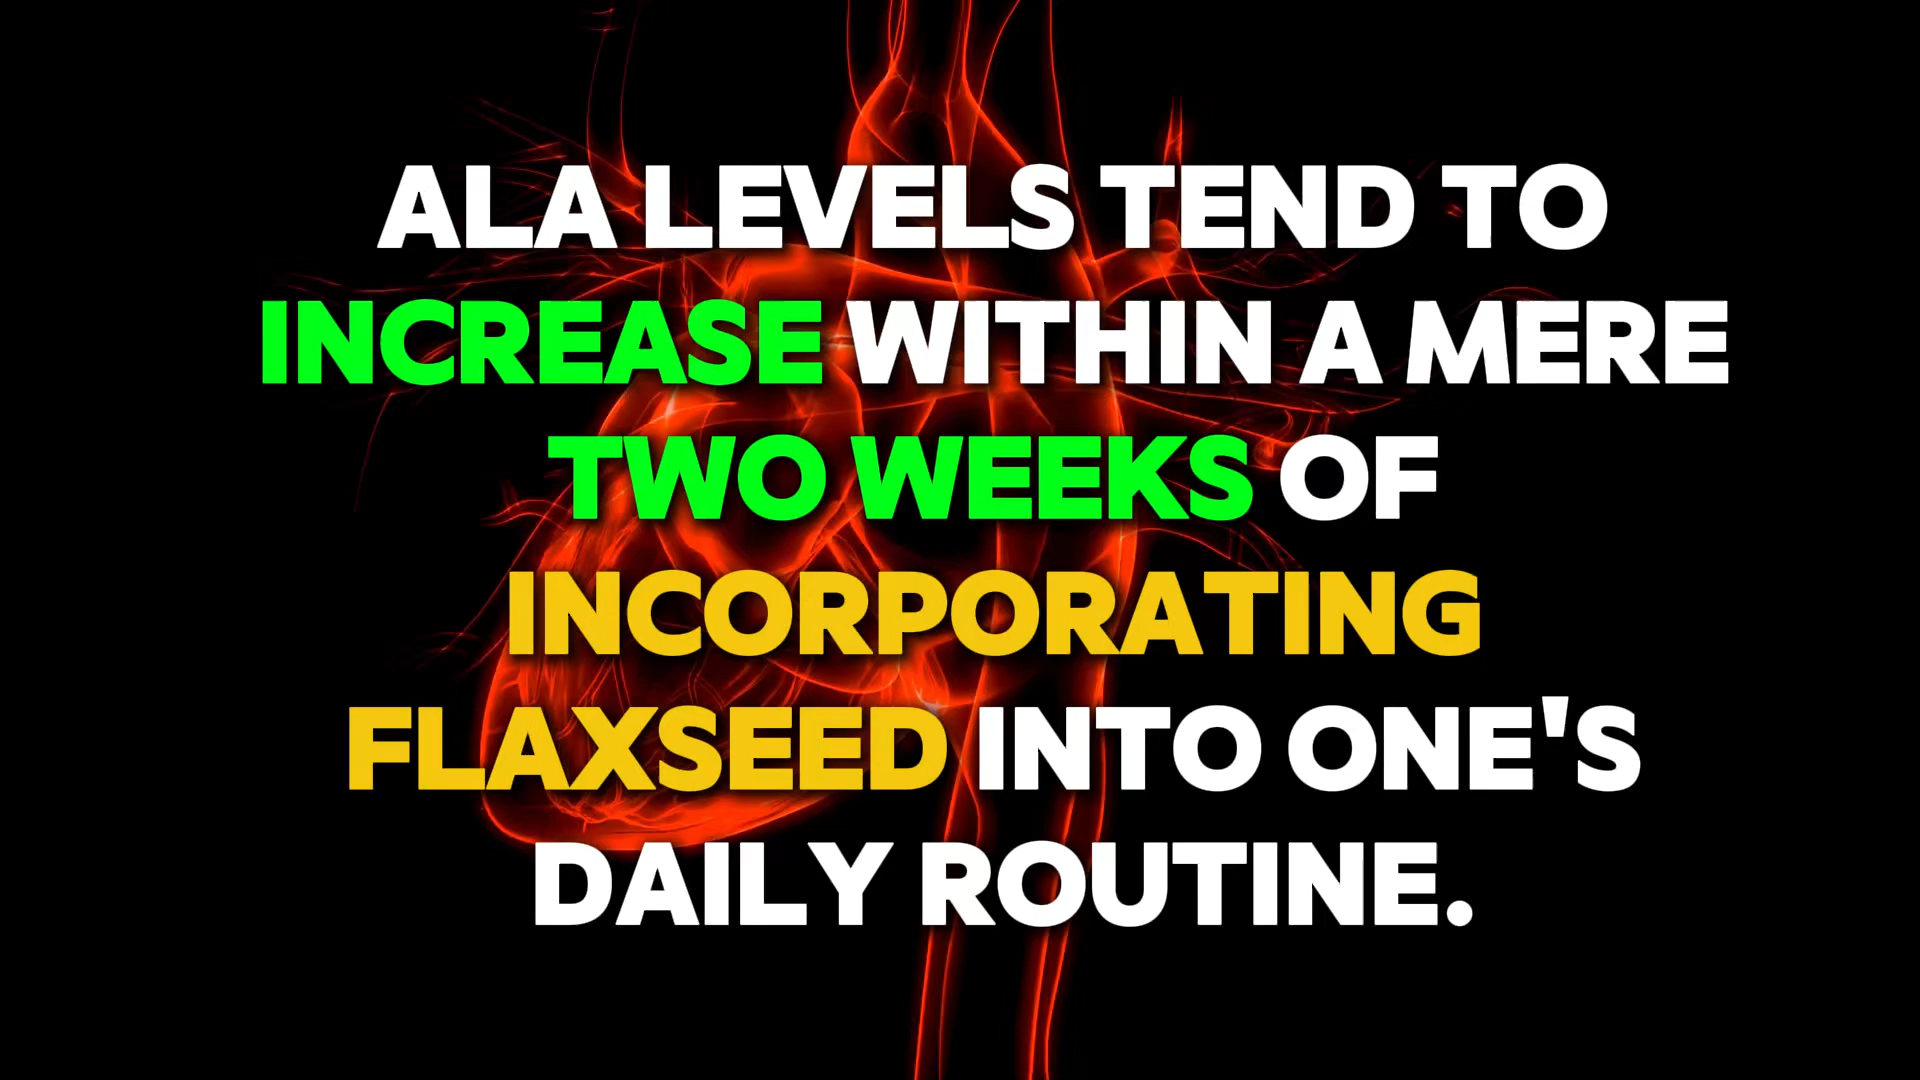 ALA LEVELS TEND TO
INCREASE WITHIN A MERE
TWO WEEKS OF
INCORPORATING
FLAXSEED INTO ONE'S
DAILY ROUTINE.